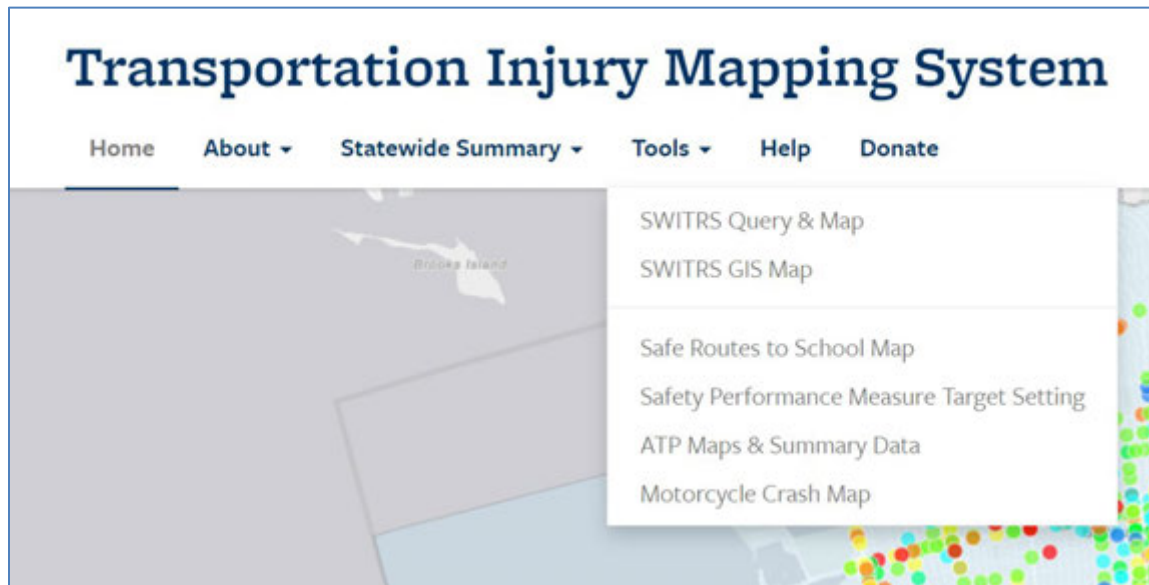 Transportation Injury Mapping System
Home About Statewide Summary Tools Help Donate
SWITRS Query & Map
SWITRS GIS Map
Brooks Island
Safe Routes to School Map
Safety Performance Measure Target Setting
ATP Maps & Summary Data
Motorcycle Crash Map